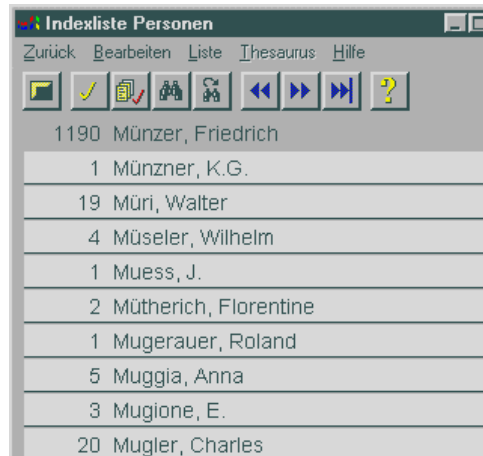 Indexliste Personen
Zurück Bearbeiten Liste Thesaurus Hilfe
1190 Münzer, Friedrich
1 Münzner, K.G.
19 Müri, Walter
4 Müseler, Wilhelm
1 Muess, J.
2 Mütherich, Florentine
1 Mugerauer, Roland
5 Muggia, Anna
3 Mugione, E.
20 Mugler, Charles